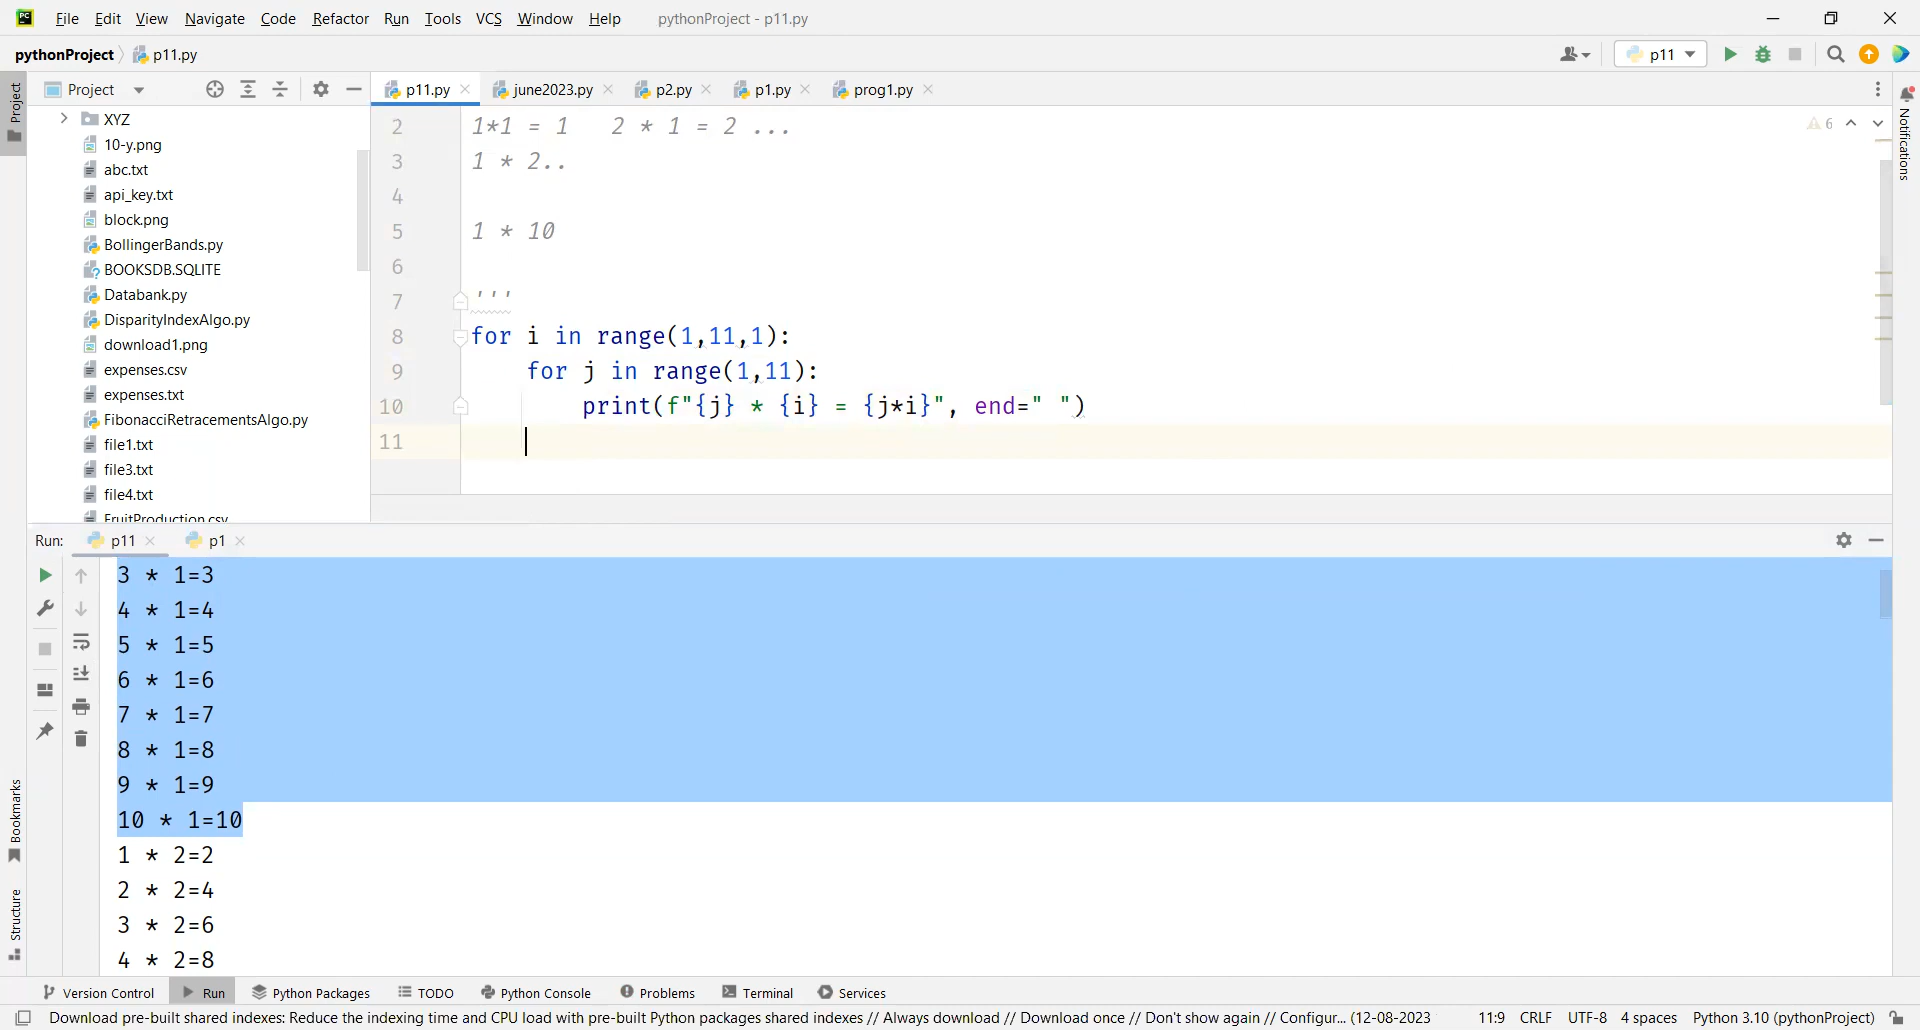 PC
File Edit View Navigate Code Refactor Run Tools VCS Window Help pythonProject - p11.py
pythonProject p11.py
p11
Project
p11.py june2023.py p2.py p1.py prog1.py
XYZ
10-y.png
abc.txt
api_key.txt
block.png
BollingerBands.py
BOOKSDB.SQLITE
Databank.py
DisparityIndexAlgo.py
download1.png
expenses.csv
expenses.txt
FibonacciRetracementsAlgo.py
file1.txt
file3.txt
file4.txt
FruitProduction.csv
2 1*1 = 1 2 * 1 = 2 ...
3 1 * 2..
4
5 1 * 10
6
7 '''
8 for i in range(1,11,1):
9 for j in range(1,11):
10 print(f"{j} * {i} = {j*i}", end=" ")
11
6
Project
Bookmarks
Structure
Notifications
Run: p11 p1
3 * 1=3
4 * 1=4
5 * 1=5
6 * 1=6
7 * 1=7
8 * 1=8
9 * 1=9
10 * 1=10
1 * 2=2
2 * 2=4
3 * 2=6
4 * 2=8
Version Control Run Python Packages TODO Python Console Problems Terminal Services
Download pre-built shared indexes: Reduce the indexing time and CPU load with pre-built Python packages shared indexes // Always download // Download once // Don't show again // Configur... (12-08-2023 11:9 CRLF UTF-8 4 spaces Python 3.10 (pythonProject)